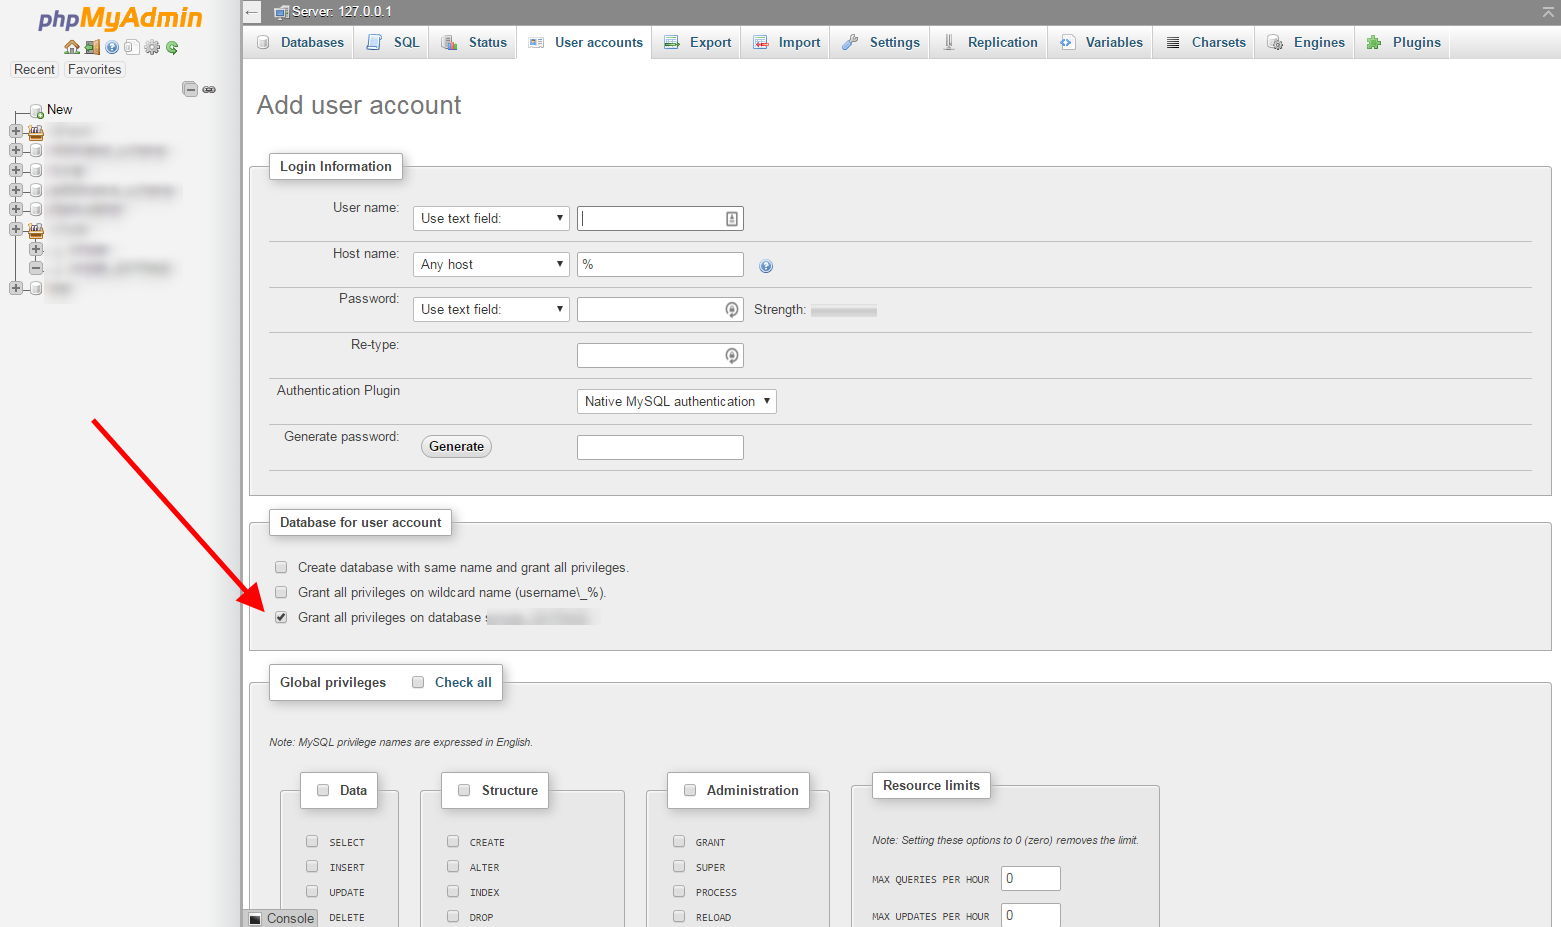 phpMyAdmin
Recent Favorites
New
Server: 127.0.0.1
Databases SQL Status User accounts Export Import Settings Replication Variables Charsets Engines Plugins
Add user account
Login Information
User name: Use text field:
Host name: Any host %
Password: Use text field: Strength:
Re-type:
Authentication Plugin Native MySQL authentication
Generate password: Generate
Database for user account
Create database with same name and grant all privileges.
Grant all privileges on wildcard name (username\_%).
Grant all privileges on database
Global privileges Check all
Note: MySQL privilege names are expressed in English.
Data Structure Administration Resource limits
SELECT CREATE GRANT Note: Setting these options to 0 (zero) removes the limit.
INSERT ALTER SUPER MAX QUERIES PER HOUR 0
UPDATE INDEX PROCESS
DELETE DROP RELOAD MAX UPDATES PER HOUR 0
Console